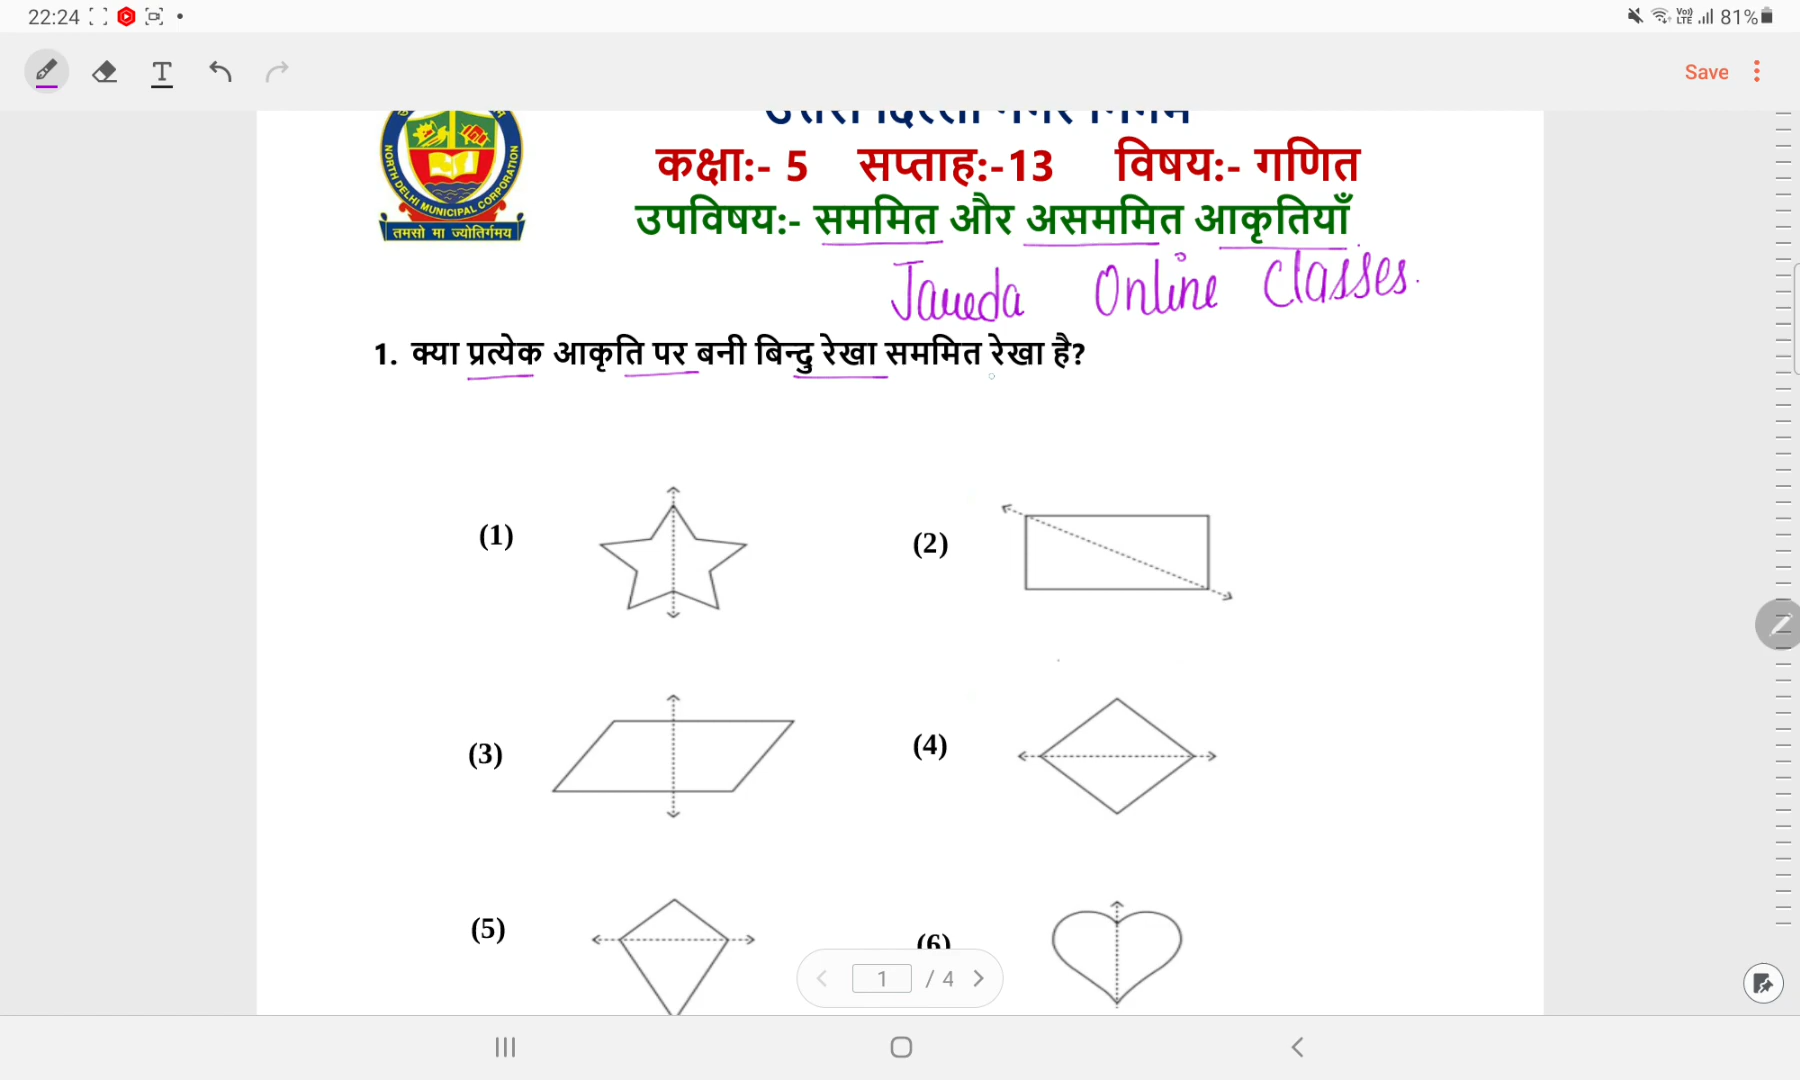 22:24
VoLTE 81%
T Save
उत्तरी दिल्ली नगर निगम
NORTH DELHI MUNICIPAL CORPORATION
तमसो मा ज्योतिर्गमय
कक्षा:- 5 सप्ताह:-13 विषय:- गणित
उपविषय:- सममित और असममित आकृतियाँ
Online Classes.
1. क्या प्रत्येक आकृति पर बनी बिन्दु रेखा सममित रेखा है?
(1) (2)
(3) (4)
(5) (6)
1 / 4